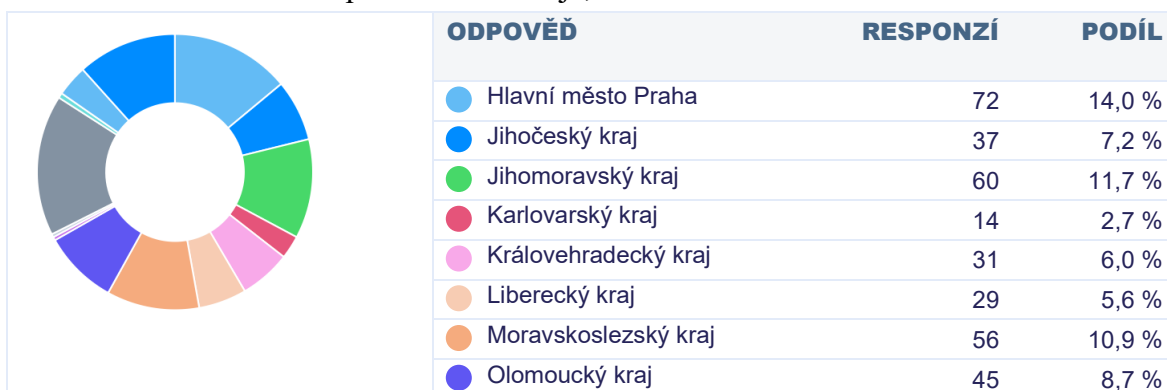 ODPOVĚĎ RESPONZÍ PODÍL
Hlavní město Praha 72 14,0 %
Jihočeský kraj 37 7,2 %
Jihomoravský kraj 60 11,7 %
Karlovarský kraj 14 2,7 %
Královehradecký kraj 31 6,0 %
Liberecký kraj 29 5,6 %
Moravskoslezský kraj 56 10,9 %
Olomoucký kraj 45 8,7 %